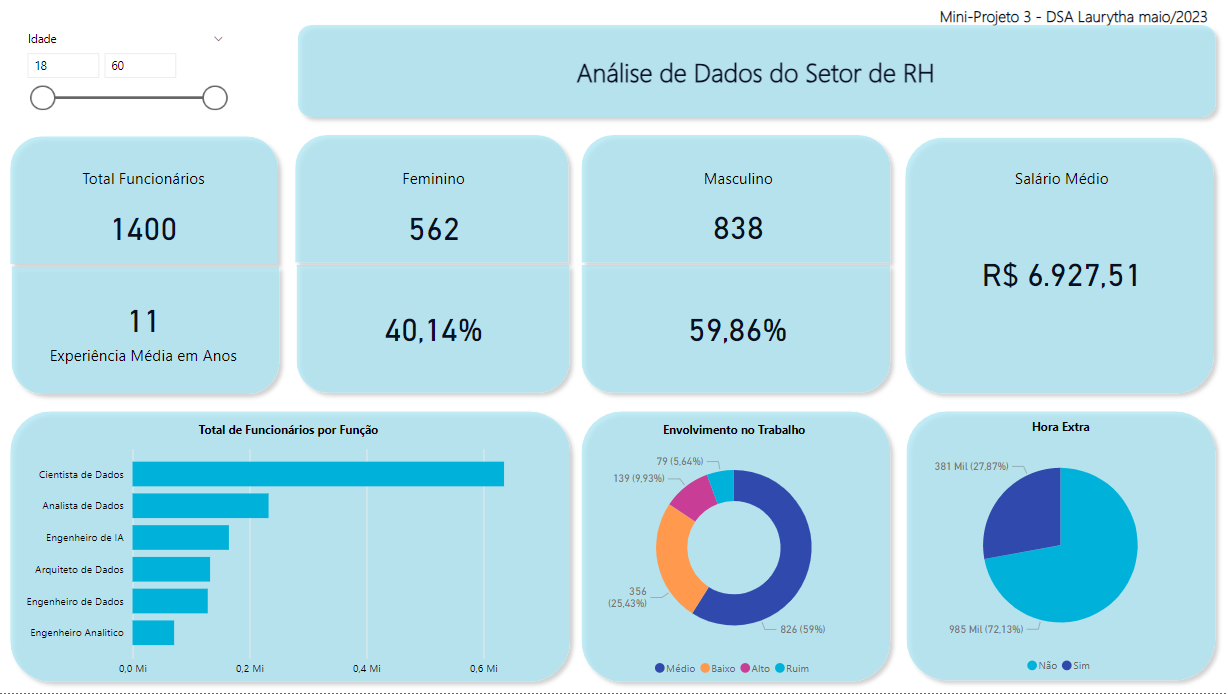 Mini-Projeto 3 - DSA Laurytha maio/2023
Idade
18
60
Análise de Dados do Setor de RH
Total Funcionários
1400
11
Experiência Média em Anos
Feminino
562
40,14%
Masculino
838
59,86%
Salário Médio
R$ 6.927,51
Total de Funcionários por Função
Cientista de Dados
Analista de Dados
Engenheiro de IA
Arquiteto de Dados
Engenheiro de Dados
Engenheiro Analitico
0,0 Mi
0,2 Mi
0,4 Mi
0,6 Mi
Envolvimento no Trabalho
79 (5,64%)
139 (9,93%)
356
(25,43%)
826 (59%)
Médio
Baixo
Alto
Ruim
Hora Extra
381 Mil (27,87%)
985 Mil (72,13%)
Não
Sim